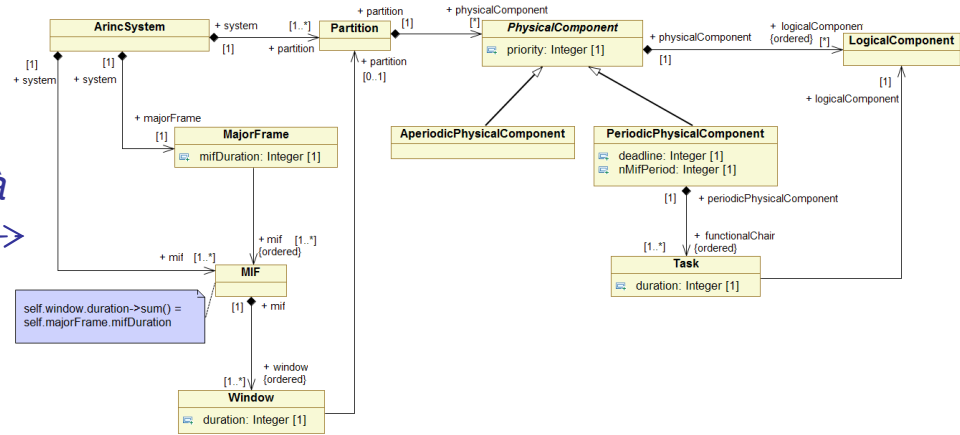 ArincSystem
+ system
[1]
[1..*]
+ partition
Partition
+ partition
[1]
+ physicalComponent
[*]
PhysicalComponent
priority: Integer [1]
+ physicalComponent
[1]
+ logicalComponent
{ordered} [*]
LogicalComponent
[1]
+ system
[1]
+ system
+ partition
[0..1]
[1]
+ logicalComponent
+ majorFrame
[1]
MajorFrame
mifDuration: Integer [1]
AperiodicPhysicalComponent
PeriodicPhysicalComponent
deadline: Integer [1]
nMifPeriod: Integer [1]
à
[1]
+ periodicPhysicalComponent
+ mif [1..*]
{ordered}
+ mif [1..*]
MIF
[1..*]
+ functionalChair
{ordered}
Task
duration: Integer [1]
self.window.duration->sum() =
self.majorFrame.mifDuration
[1]
+ mif
+ window
[1..*] {ordered}
Window
duration: Integer [1]